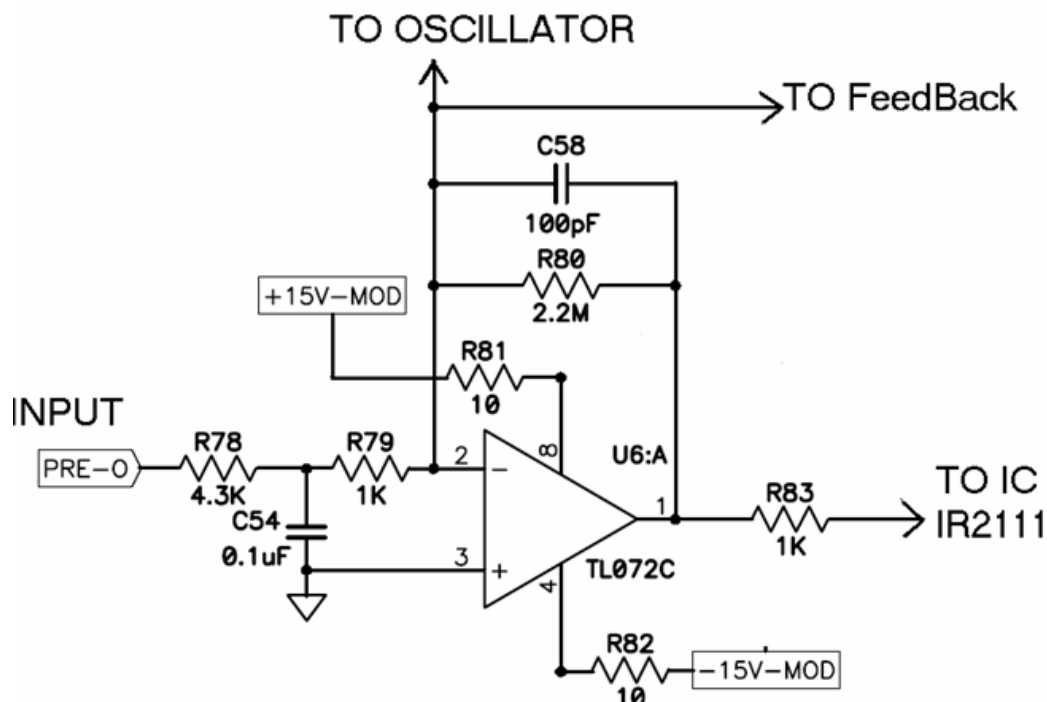 TO OSCILLATOR
TO FeedBack
C58
100pF
R80
2.2M
+15V-MOD
R81
10
INPUT
PRE-O
R78
4.3K
R79
1K
C54
0.1uF
2
-
3
+
8
4
1
U6:A
TL072C
R83
1K
TO IC
IR2111
R82
10
-15V-MOD